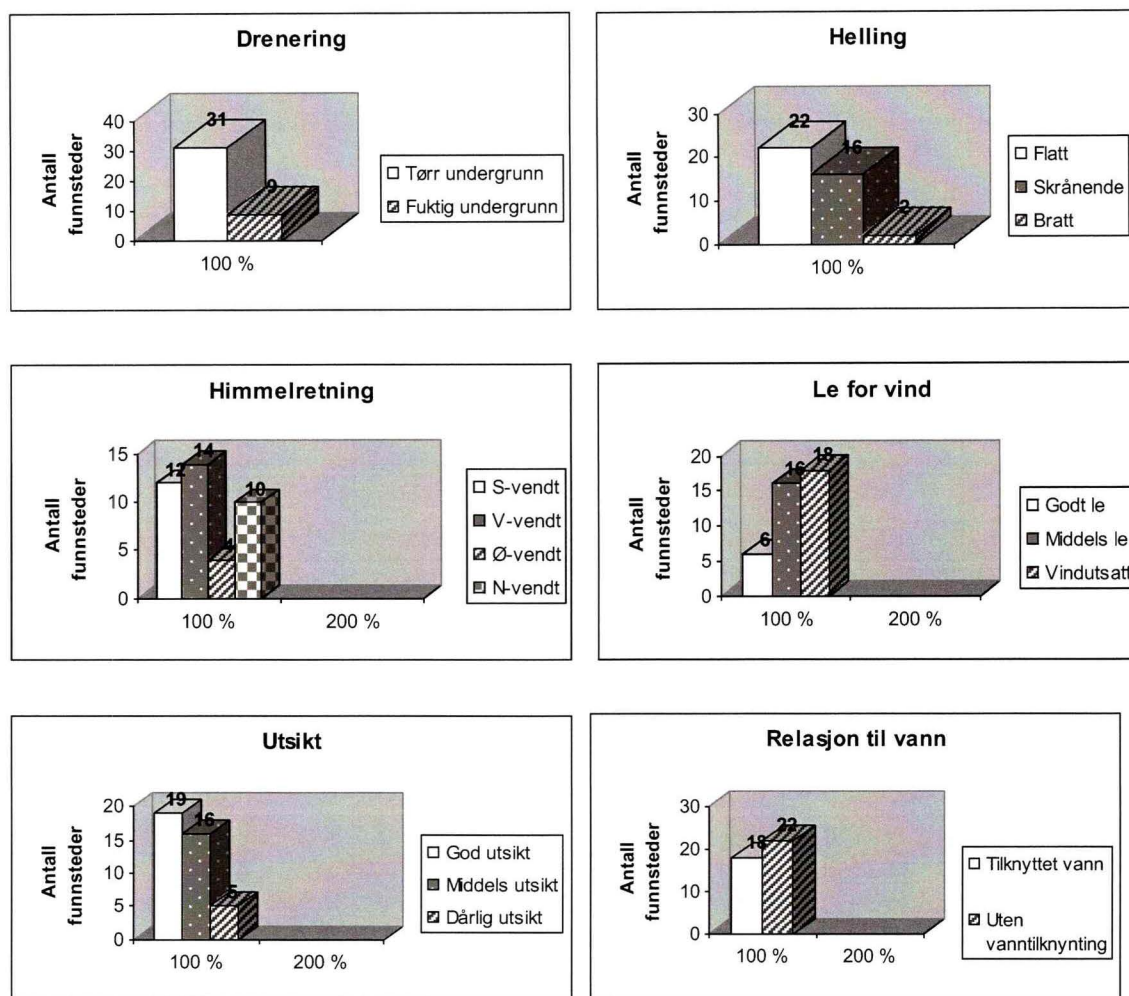 Drenering
Antall
funnsteder
40
30
20
10
0
31
9
100 %
Tørr undergrunn
Fuktig undergrunn
Helling
Antall
funnsteder
30
20
10
0
22
16
2
100 %
Flatt
Skrånende
Bratt
Himmelretning
Antall
funnsteder
15
10
5
0
12
14
4
10
100 %
200 %
S-vendt
V-vendt
Ø-vendt
N-vendt
Le for vind
Antall
funnsteder
20
15
10
5
0
6
16
18
100 %
200 %
Godt le
Middels le
Vindutsatt
Utsikt
Antall
funnsteder
20
15
10
5
0
19
16
5
100 %
200 %
God utsikt
Middels utsikt
Dårlig utsikt
Relasjon til vann
Antall
funnsteder
30
20
10
0
18
22
100 %
200 %
Tilknyttet vann
Uten
vanntilknynting